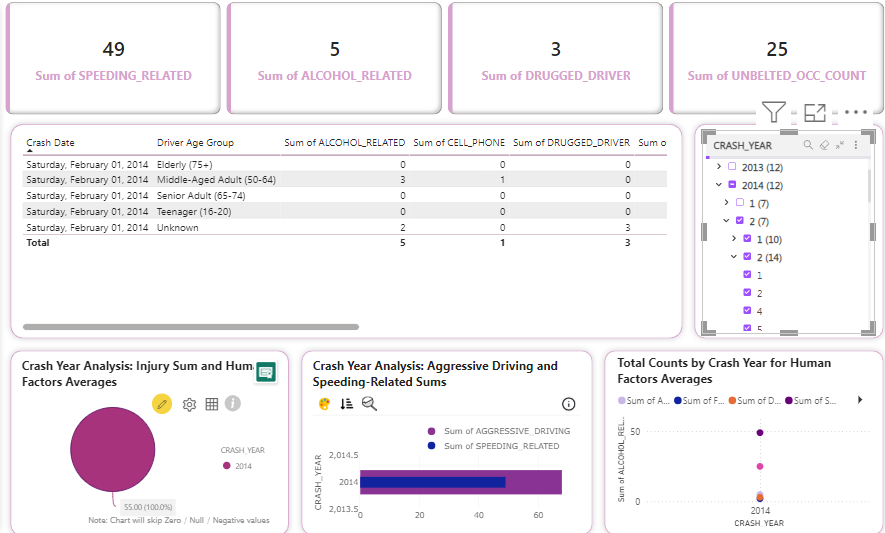 49
Sum of SPEEDING_RELATED
5
Sum of ALCOHOL_RELATED
3
Sum of DRUGGED_DRIVER
25
Sum of UNBELTED_OCC_COUNT
Crash Date Driver Age Group Sum of ALCOHOL_RELATED Sum of CELL_PHONE Sum of DRUGGED_DRIVER Sum o
Saturday, February 01, 2014 Elderly (75+) 0 0 0
Saturday, February 01, 2014 Middle-Aged Adult (50-64) 3 1 0
Saturday, February 01, 2014 Senior Adult (65-74) 0 0 0
Saturday, February 01, 2014 Teenager (16-20) 0 0 0
Saturday, February 01, 2014 Unknown 2 0 3
Total 5 1 3
CRASH_YEAR
2013 (12)
2014 (12)
1 (7)
2 (7)
1 (10)
2 (14)
1
2
4
5
Crash Year Analysis: Injury Sum and Hum
Factors Averages
CRASH_YEAR
2014
55.00 (100.0%)
Note: Chart will skip Zero / Null / Negative values
Crash Year Analysis: Aggressive Driving and
Speeding-Related Sums
Sum of AGGRESSIVE_DRIVING
Sum of SPEEDING_RELATED
CRASH_YEAR
2,014.5
2014
2,013.5
0 20 40 60
Total Counts by Crash Year for Human
Factors Averages
Sum of A... Sum of F... Sum of D... Sum of S...
Sum of ALCOHOL_REL...
50
0
2014
CRASH_YEAR